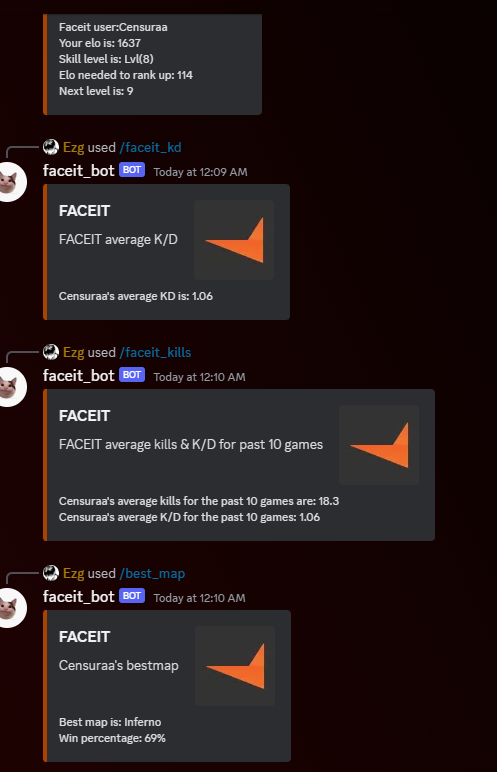 Faceit user:Censuraa
Your elo is: 1637
Skill level is: Lvl(8)
Elo needed to rank up: 114
Next level is: 9
Ezg used /faceit_kd
faceit_bot BOT Today at 12:09 AM
FACEIT
FACEIT average K/D
Censuraa's average KD is: 1.06
Ezg used /faceit_kills
faceit_bot BOT Today at 12:10 AM
FACEIT
FACEIT average kills & K/D for past 10 games
Censuraa's average kills for the past 10 games are: 18.3
Censuraa's average K/D for the past 10 games: 1.06
Ezg used /best_map
faceit_bot BOT Today at 12:10 AM
FACEIT
Censuraa's bestmap
Best map is: Inferno
Win percentage: 69%